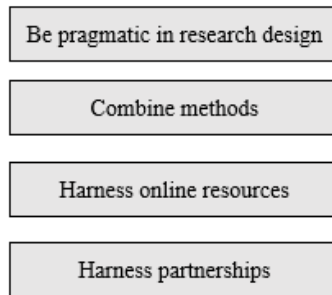 Be pragmatic in research design
Combine methods
Harness online resources
Harness partnerships